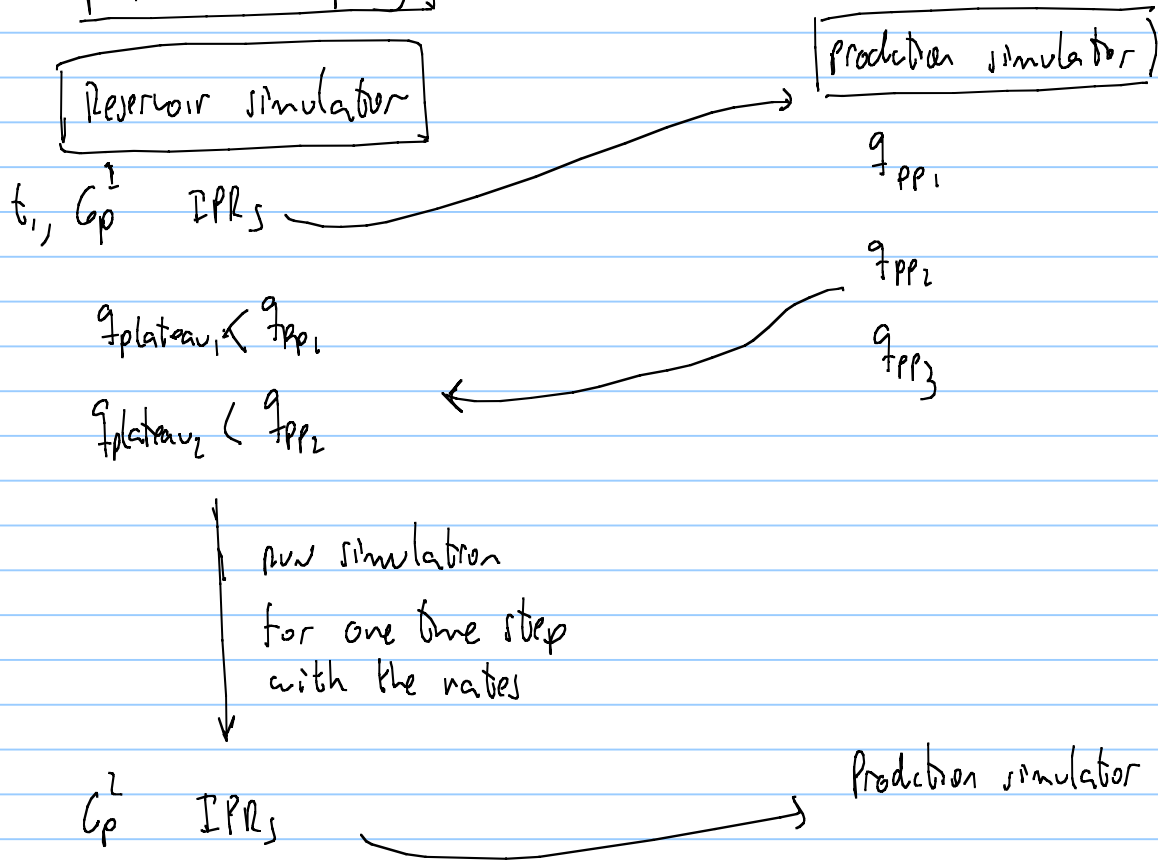 Reservoir simulator
production simulator
t₁, Gp¹ IPRs
qpp₁
qpp₂
qplateau₁ < qpp₁
qpp₃
qplateau₂ < qpp₂
run simulation
for one time step
with the rates
Prodction simulator
Gp² IPRs